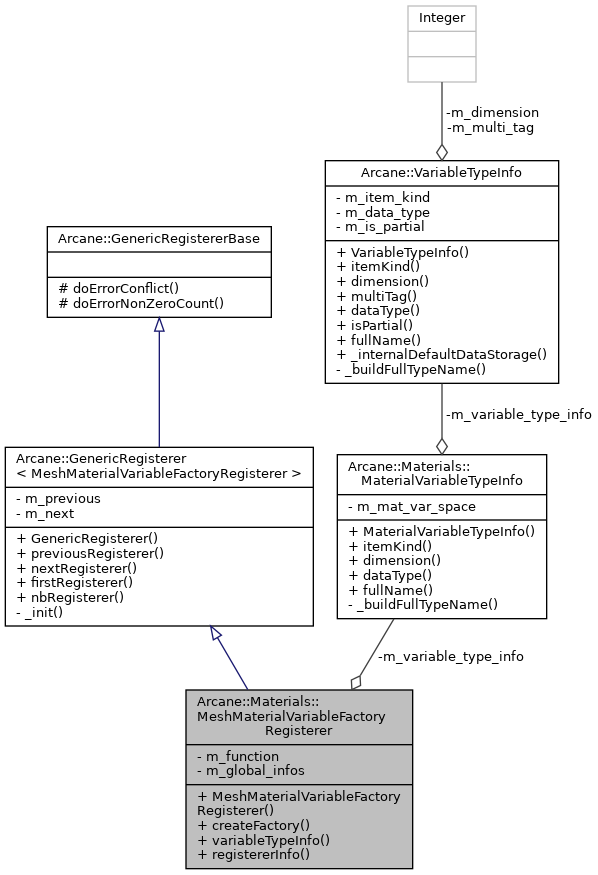 Integer
-m_dimension
-m_multi_tag
Arcane::VariableTypeInfo
- m_item_kind
- m_data_type
- m_is_partial
+ VariableTypeInfo()
+ itemKind()
+ dimension()
+ multiTag()
+ dataType()
+ isPartial()
+ fullName()
+ _internalDefaultDataStorage()
- _buildFullTypeName()
Arcane::GenericRegistererBase
# doErrorConflict()
# doErrorNonZeroCount()
-m_variable_type_info
Arcane::GenericRegisterer
< MeshMaterialVariableFactoryRegisterer >
- m_previous
- m_next
+ GenericRegisterer()
+ previousRegisterer()
+ nextRegisterer()
+ firstRegisterer()
+ nbRegisterer()
- _init()
Arcane::Materials::
MaterialVariableTypeInfo
- m_mat_var_space
+ MaterialVariableTypeInfo()
+ itemKind()
+ dimension()
+ dataType()
+ fullName()
- _buildFullTypeName()
-m_variable_type_info
Arcane::Materials::
MeshMaterialVariableFactory
Registerer
- m_function
- m_global_infos
+ MeshMaterialVariableFactory
Registerer()
+ createFactory()
+ variableTypeInfo()
+ registererInfo()